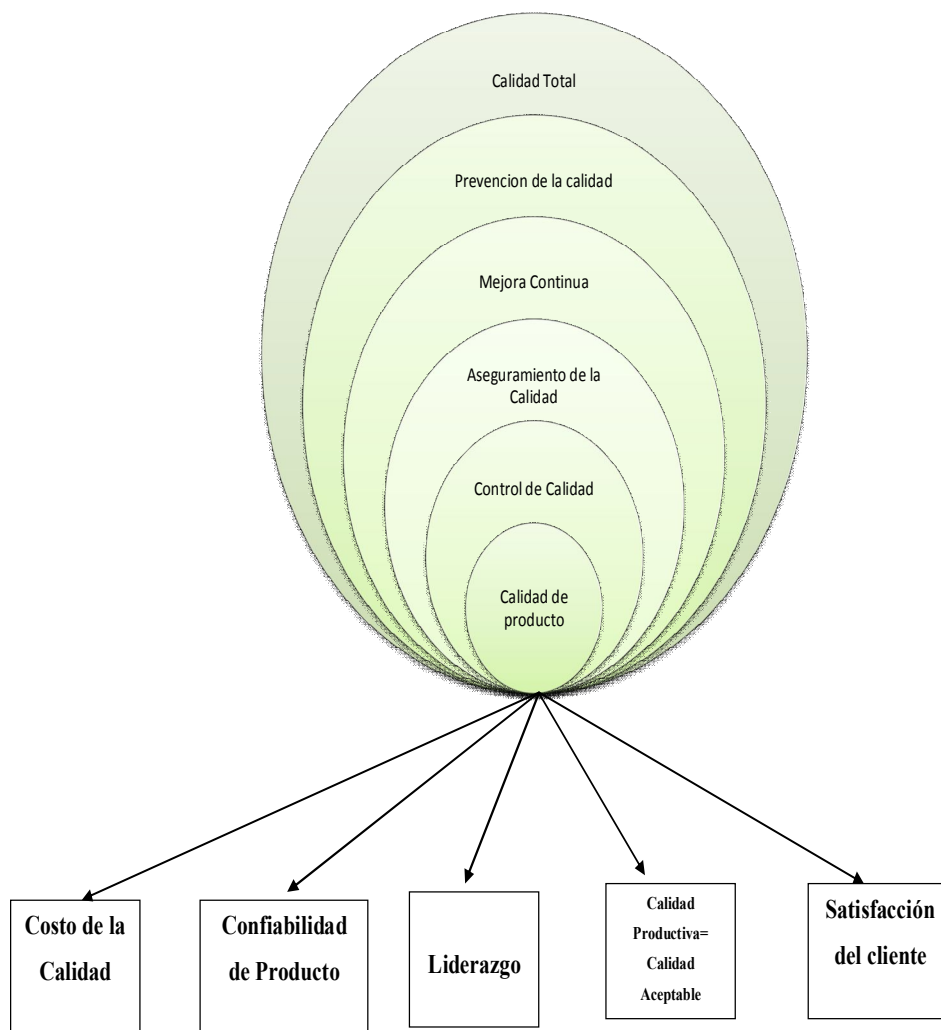 Calidad Total
Prevencion de la calidad
Mejora Continua
Aseguramiento de la
Calidad
Control de Calidad
Calidad de
producto
Costo de la
Calidad
Confiabilidad
de Producto
Liderazgo
Calidad
Productiva=
Calidad
Aceptable
Satisfacción
del cliente